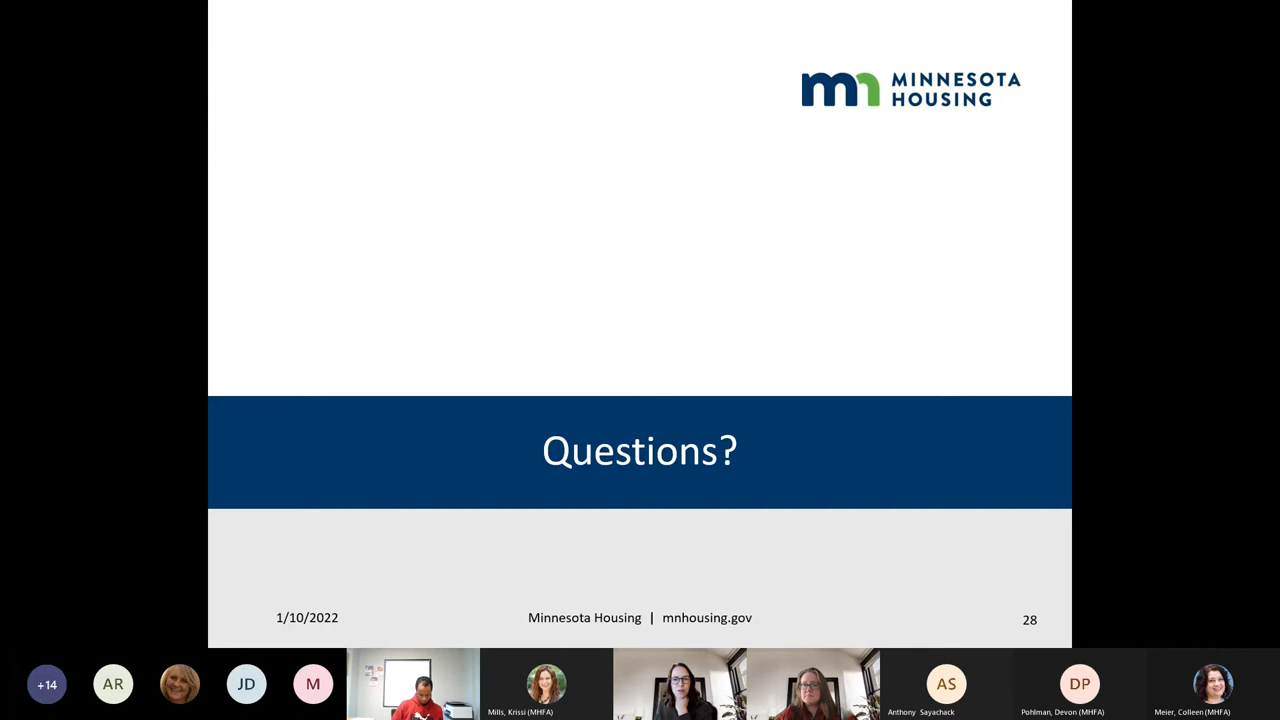 MINNESOTA
HOUSING
Questions?
1/10/2022
Minnesota Housing | mnhousing.gov
28
+14
AR
JD
M
Mills, Krissi (MHFA)
AS
Anthony Sayachack
DP
Pohlman, Devon (MHFA)
Meier, Colleen (MHFA)